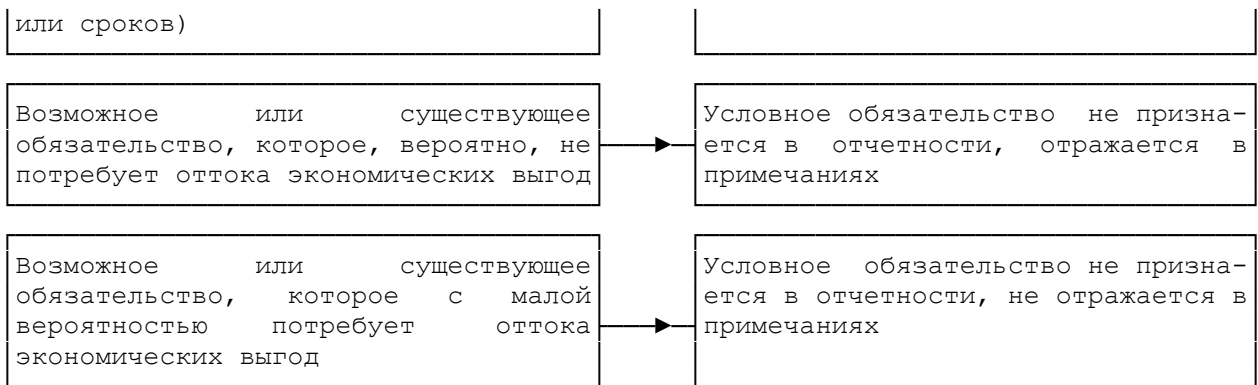 или сроков)
Возможное или существующее
обязательство, которое, вероятно, не
потребует оттока экономических выгод
Условное обязательство не призна-
ется в отчетности, отражается в
примечаниях
Возможное или существующее
обязательство, которое с малой
вероятностью потребует оттока
экономических выгод
Условное обязательство не призна-
ется в отчетности, не отражается в
примечаниях